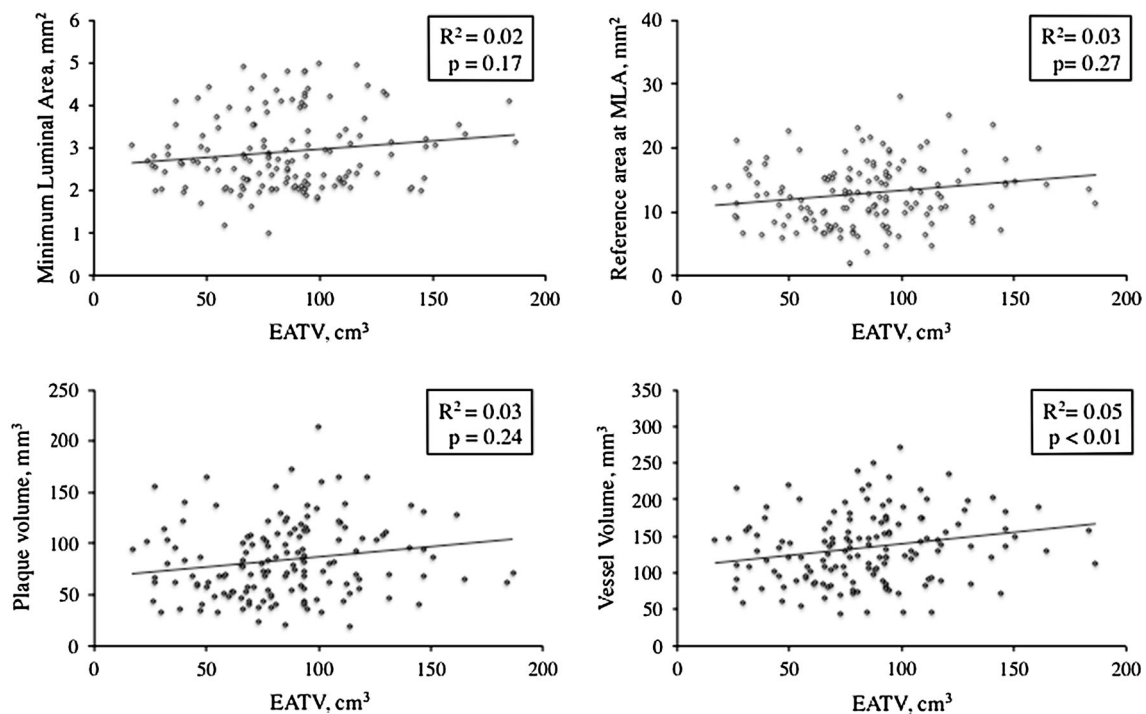 6
5
4
3
2
1
0
Minimum Luminal Area, mm²
R² = 0.02
p = 0.17
0 50 100 150 200
EATV, cm³
40
30
20
10
0
Reference area at MLA, mm²
R² = 0.03
p= 0.27
0 50 100 150 200
EATV, cm³
250
200
150
100
50
0
Plaque volume, mm³
R² = 0.03
p = 0.24
0 50 100 150 200
EATV, cm³
350
300
250
200
150
100
50
0
Vessel Volume, mm³
R²= 0.05
p < 0.01
0 50 100 150 200
EATV, cm³